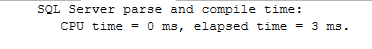 SQL Server parse and compile time:
CPU time = 0 ms, elapsed time = 3 ms.